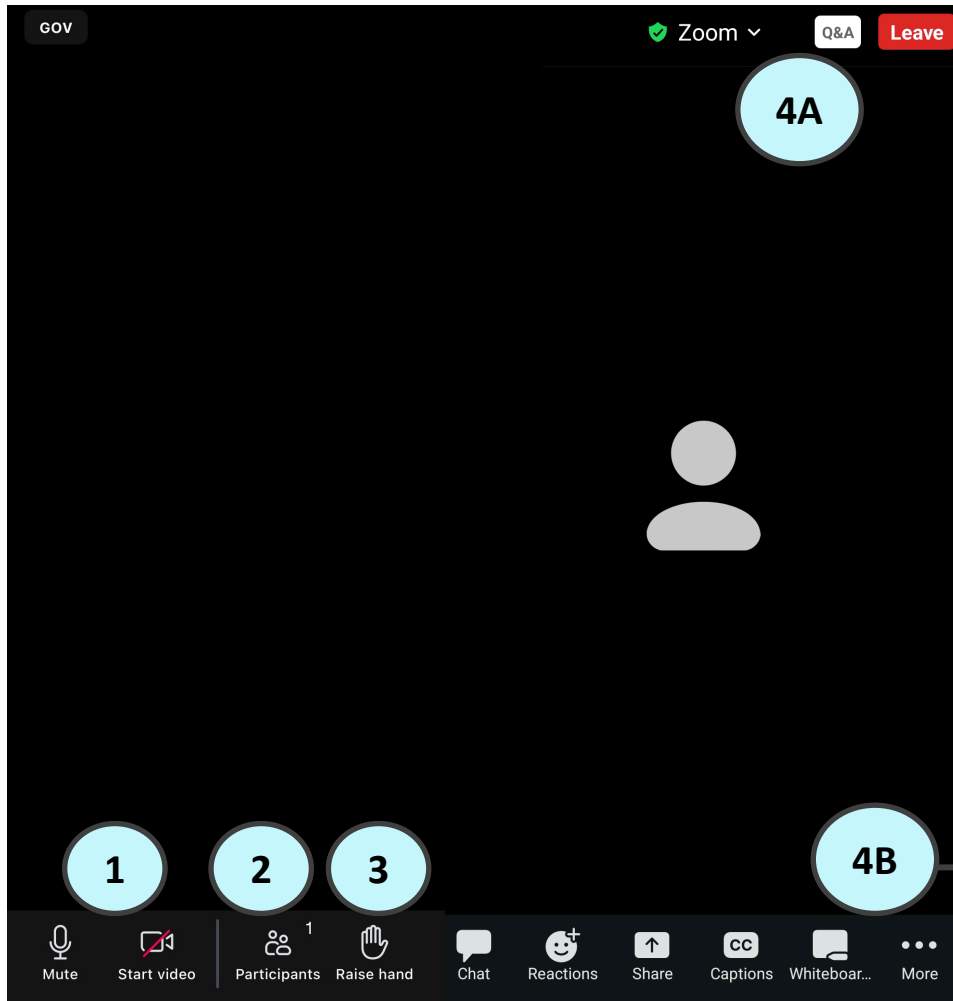 GOV
Zoom
Q&A
Leave
4A
1
2
3
4B
1
Mute
Start video
Participants
Raise hand
Chat
Reactions
Share
CC
Captions
Whiteboar...
More